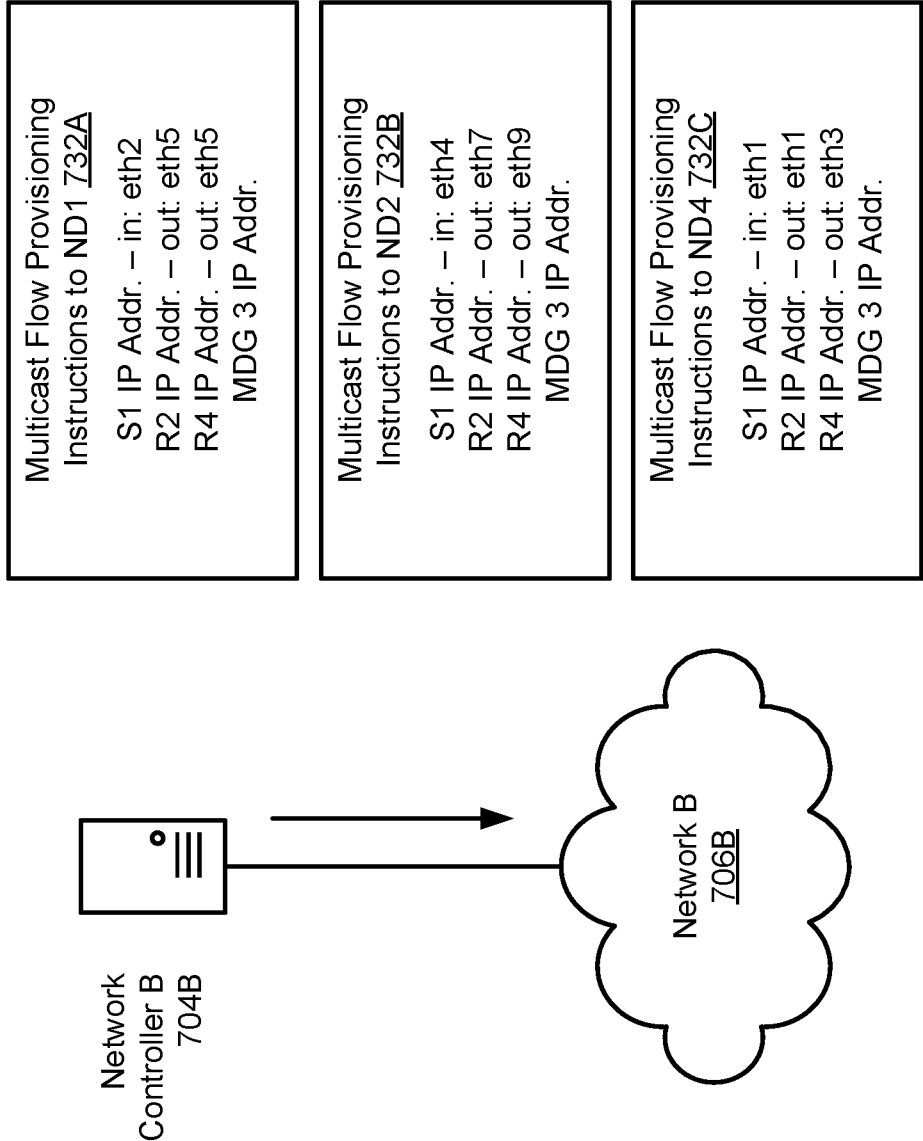 Network
Controller B
704B
Network B
706B
Multicast Flow Provisioning
Instructions to ND1 732A
S1 IP Addr. – in: eth2
R2 IP Addr. – out: eth5
R4 IP Addr. – out: eth5
MDG 3 IP Addr.
Multicast Flow Provisioning
Instructions to ND2 732B
S1 IP Addr. – in: eth4
R2 IP Addr. – out: eth7
R4 IP Addr. – out: eth9
MDG 3 IP Addr.
Multicast Flow Provisioning
Instructions to ND4 732C
S1 IP Addr. – in: eth1
R2 IP Addr. – out: eth1
R4 IP Addr. – out: eth3
MDG 3 IP Addr.